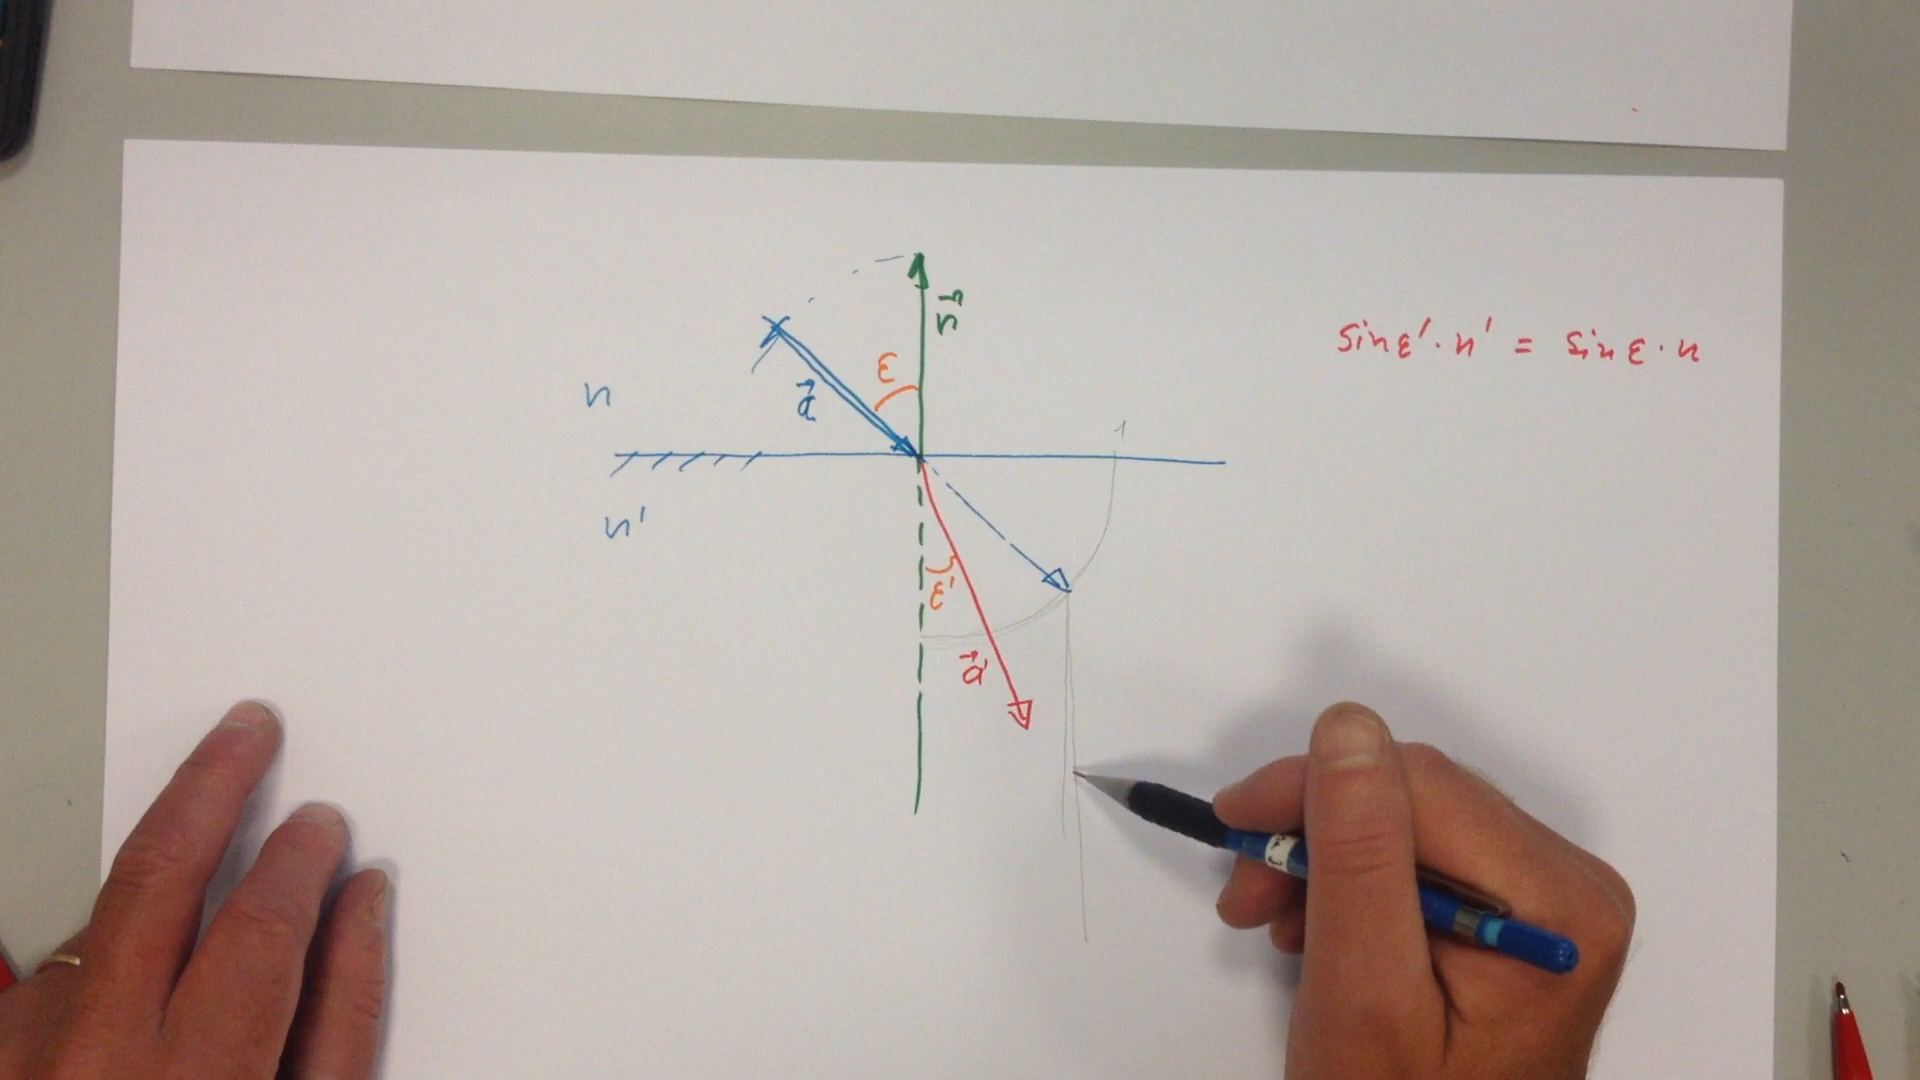 n⃗
ε
sin ε' · n' = sin ε · n
n
a⃗
1
n'
ε'
a⃗'